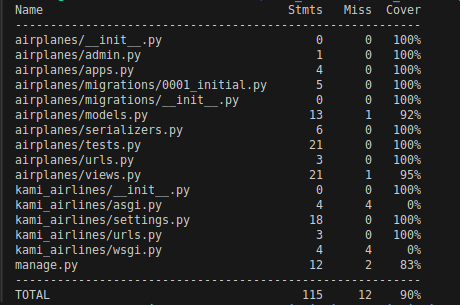 Name Stmts Miss Cover
----------------------------------------------------------
airplanes/__init__.py 0 0 100%
airplanes/admin.py 1 0 100%
airplanes/apps.py 4 0 100%
airplanes/migrations/0001_initial.py 5 0 100%
airplanes/migrations/__init__.py 0 0 100%
airplanes/models.py 13 1 92%
airplanes/serializers.py 6 0 100%
airplanes/tests.py 21 0 100%
airplanes/urls.py 3 0 100%
airplanes/views.py 21 1 95%
kami_airlines/__init__.py 0 0 100%
kami_airlines/asgi.py 4 4 0%
kami_airlines/settings.py 18 0 100%
kami_airlines/urls.py 3 0 100%
kami_airlines/wsgi.py 4 4 0%
manage.py 12 2 83%
----------------------------------------------------------
TOTAL 115 12 90%